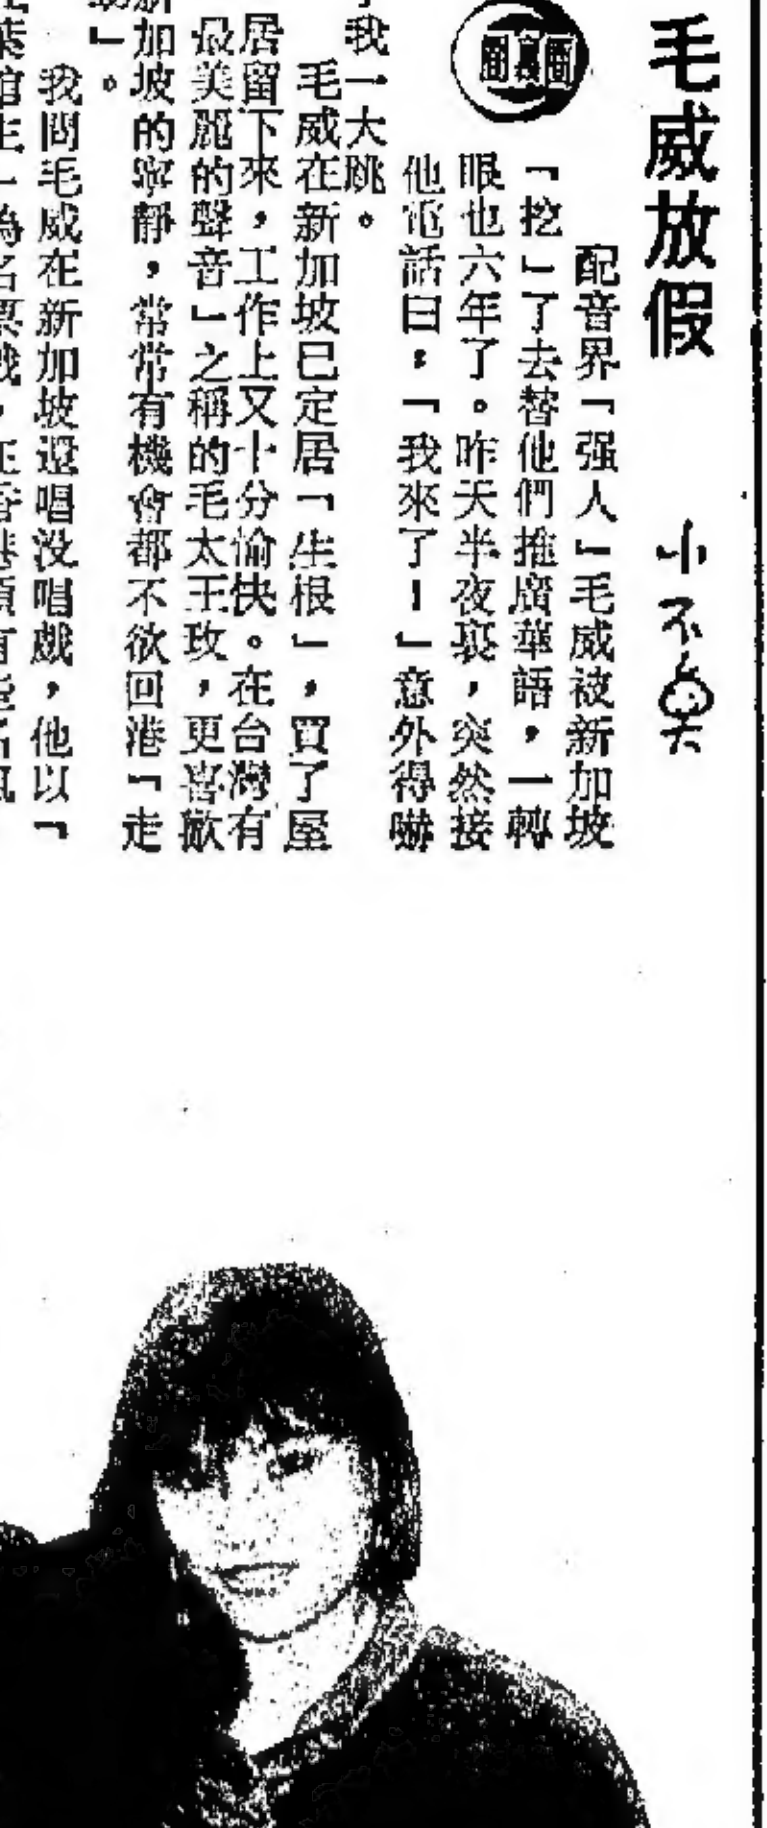 毛威放假
小不
配音界「强人」毛威被新加坡
「挖」了去替他們推廣華語，一轉
眼也六年了。昨天半夜裏，突然接
他電話曰：「我來了！」意外得嚇
了我一大跳。
毛威在新加坡已定居「生根」，買了屋
居留下來，工作上又十分愉快。在台灣有
最美麗的聲音」之稱的毛太王玫，更喜歡
新加坡的寧靜，常常有機會都不欲回港「走
動」。
我問毛威在新加坡還唱没唱戲，他以「